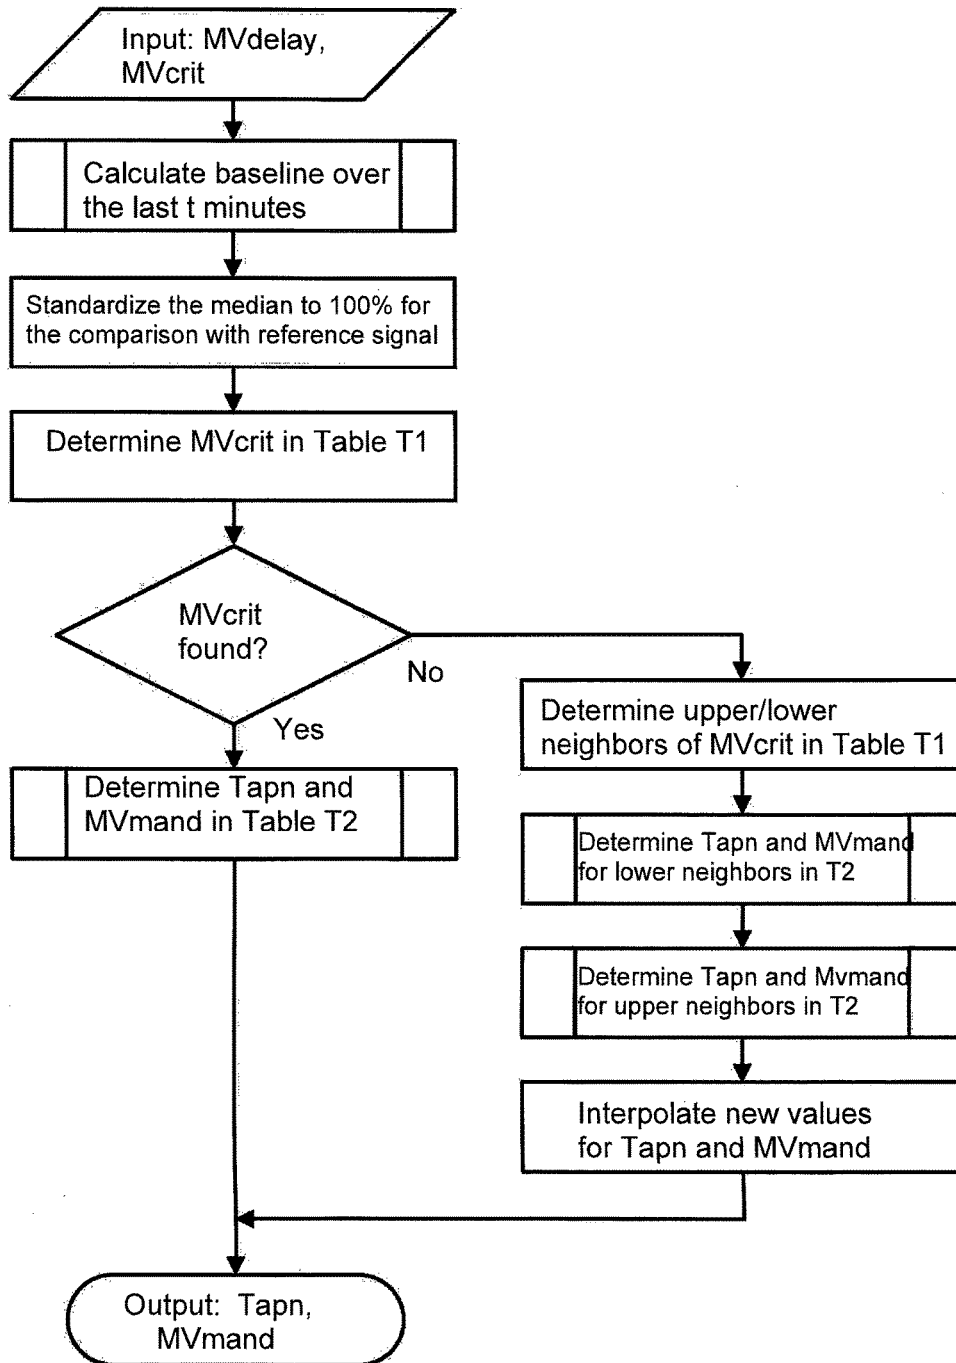 Input: MVdelay,
MVcrit
Calculate baseline over
the last t minutes
Standardize the median to 100% for
the comparison with reference signal
Determine MVcrit in Table T1
MVcrit
found?
No
Yes
Determine Tapn and
MVmand in Table T2
Determine upper/lower
neighbors of MVcrit in Table T1
Determine Tapn and MVmand
for lower neighbors in T2
Determine Tapn and Mvmand
for upper neighbors in T2
Interpolate new values
for Tapn and MVmand
Output: Tapn,
MVmand